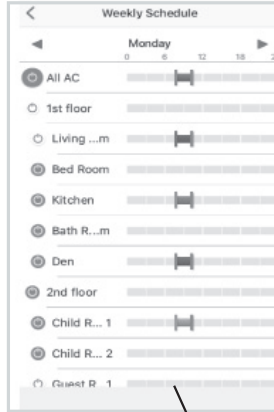 Weekly Schedule
Monday
0 6 12 18 2
All AC
1st floor
Living ...m
Bed Room
Kitchen
Bath R...m
Den
2nd floor
Child R... 1
Child R... 2
Guest R 1